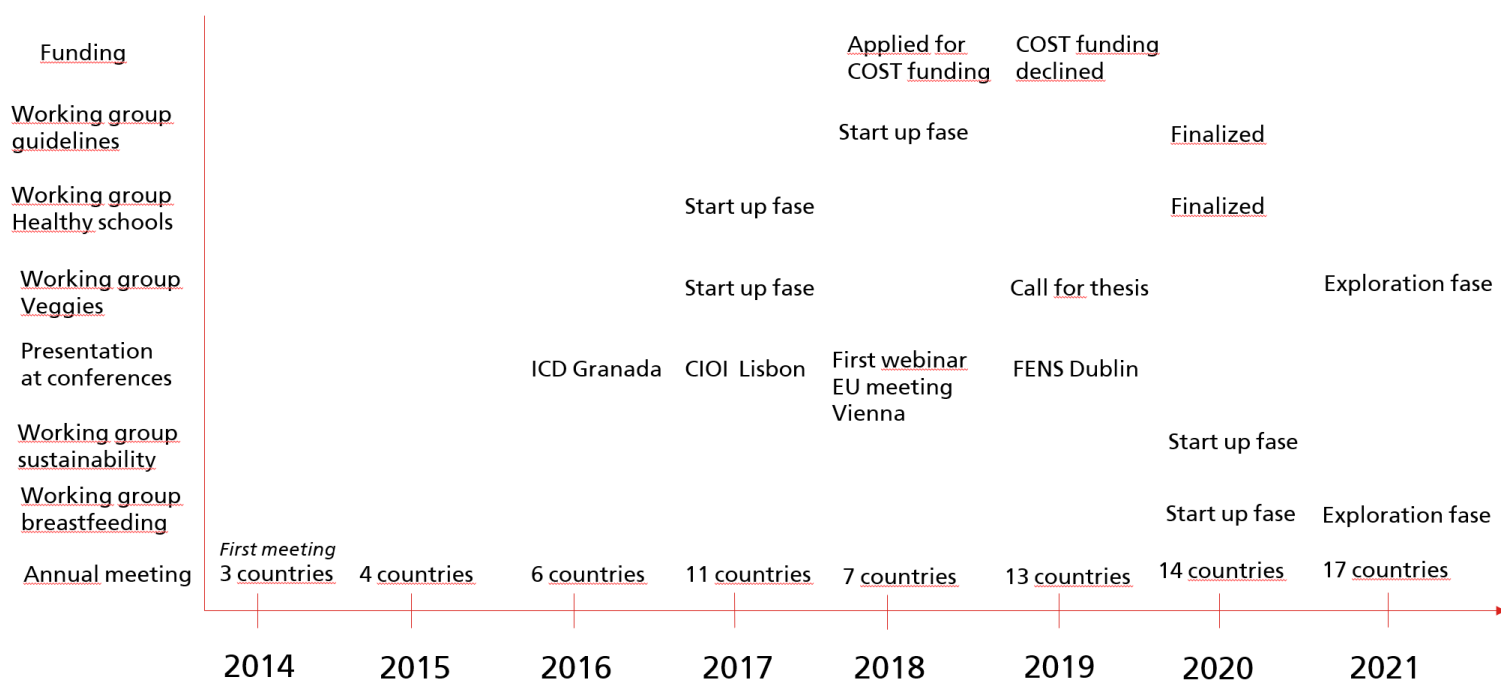 Funding
Applied for
COST funding
COST funding
declined
Working group
guidelines
Start up fase
Finalized
Working group
Healthy schools
Start up fase
Finalized
Working group
Veggies
Start up fase
Call for thesis
Exploration fase
Presentation
at conferences
ICD Granada
CIOI Lisbon
First webinar
EU meeting
Vienna
FENS Dublin
Working group
sustainability
Start up fase
Working group
breastfeeding
Start up fase
Exploration fase
Annual meeting
First meeting
3 countries
4 countries
6 countries
11 countries
7 countries
13 countries
14 countries
17 countries
2014
2015
2016
2017
2018
2019
2020
2021